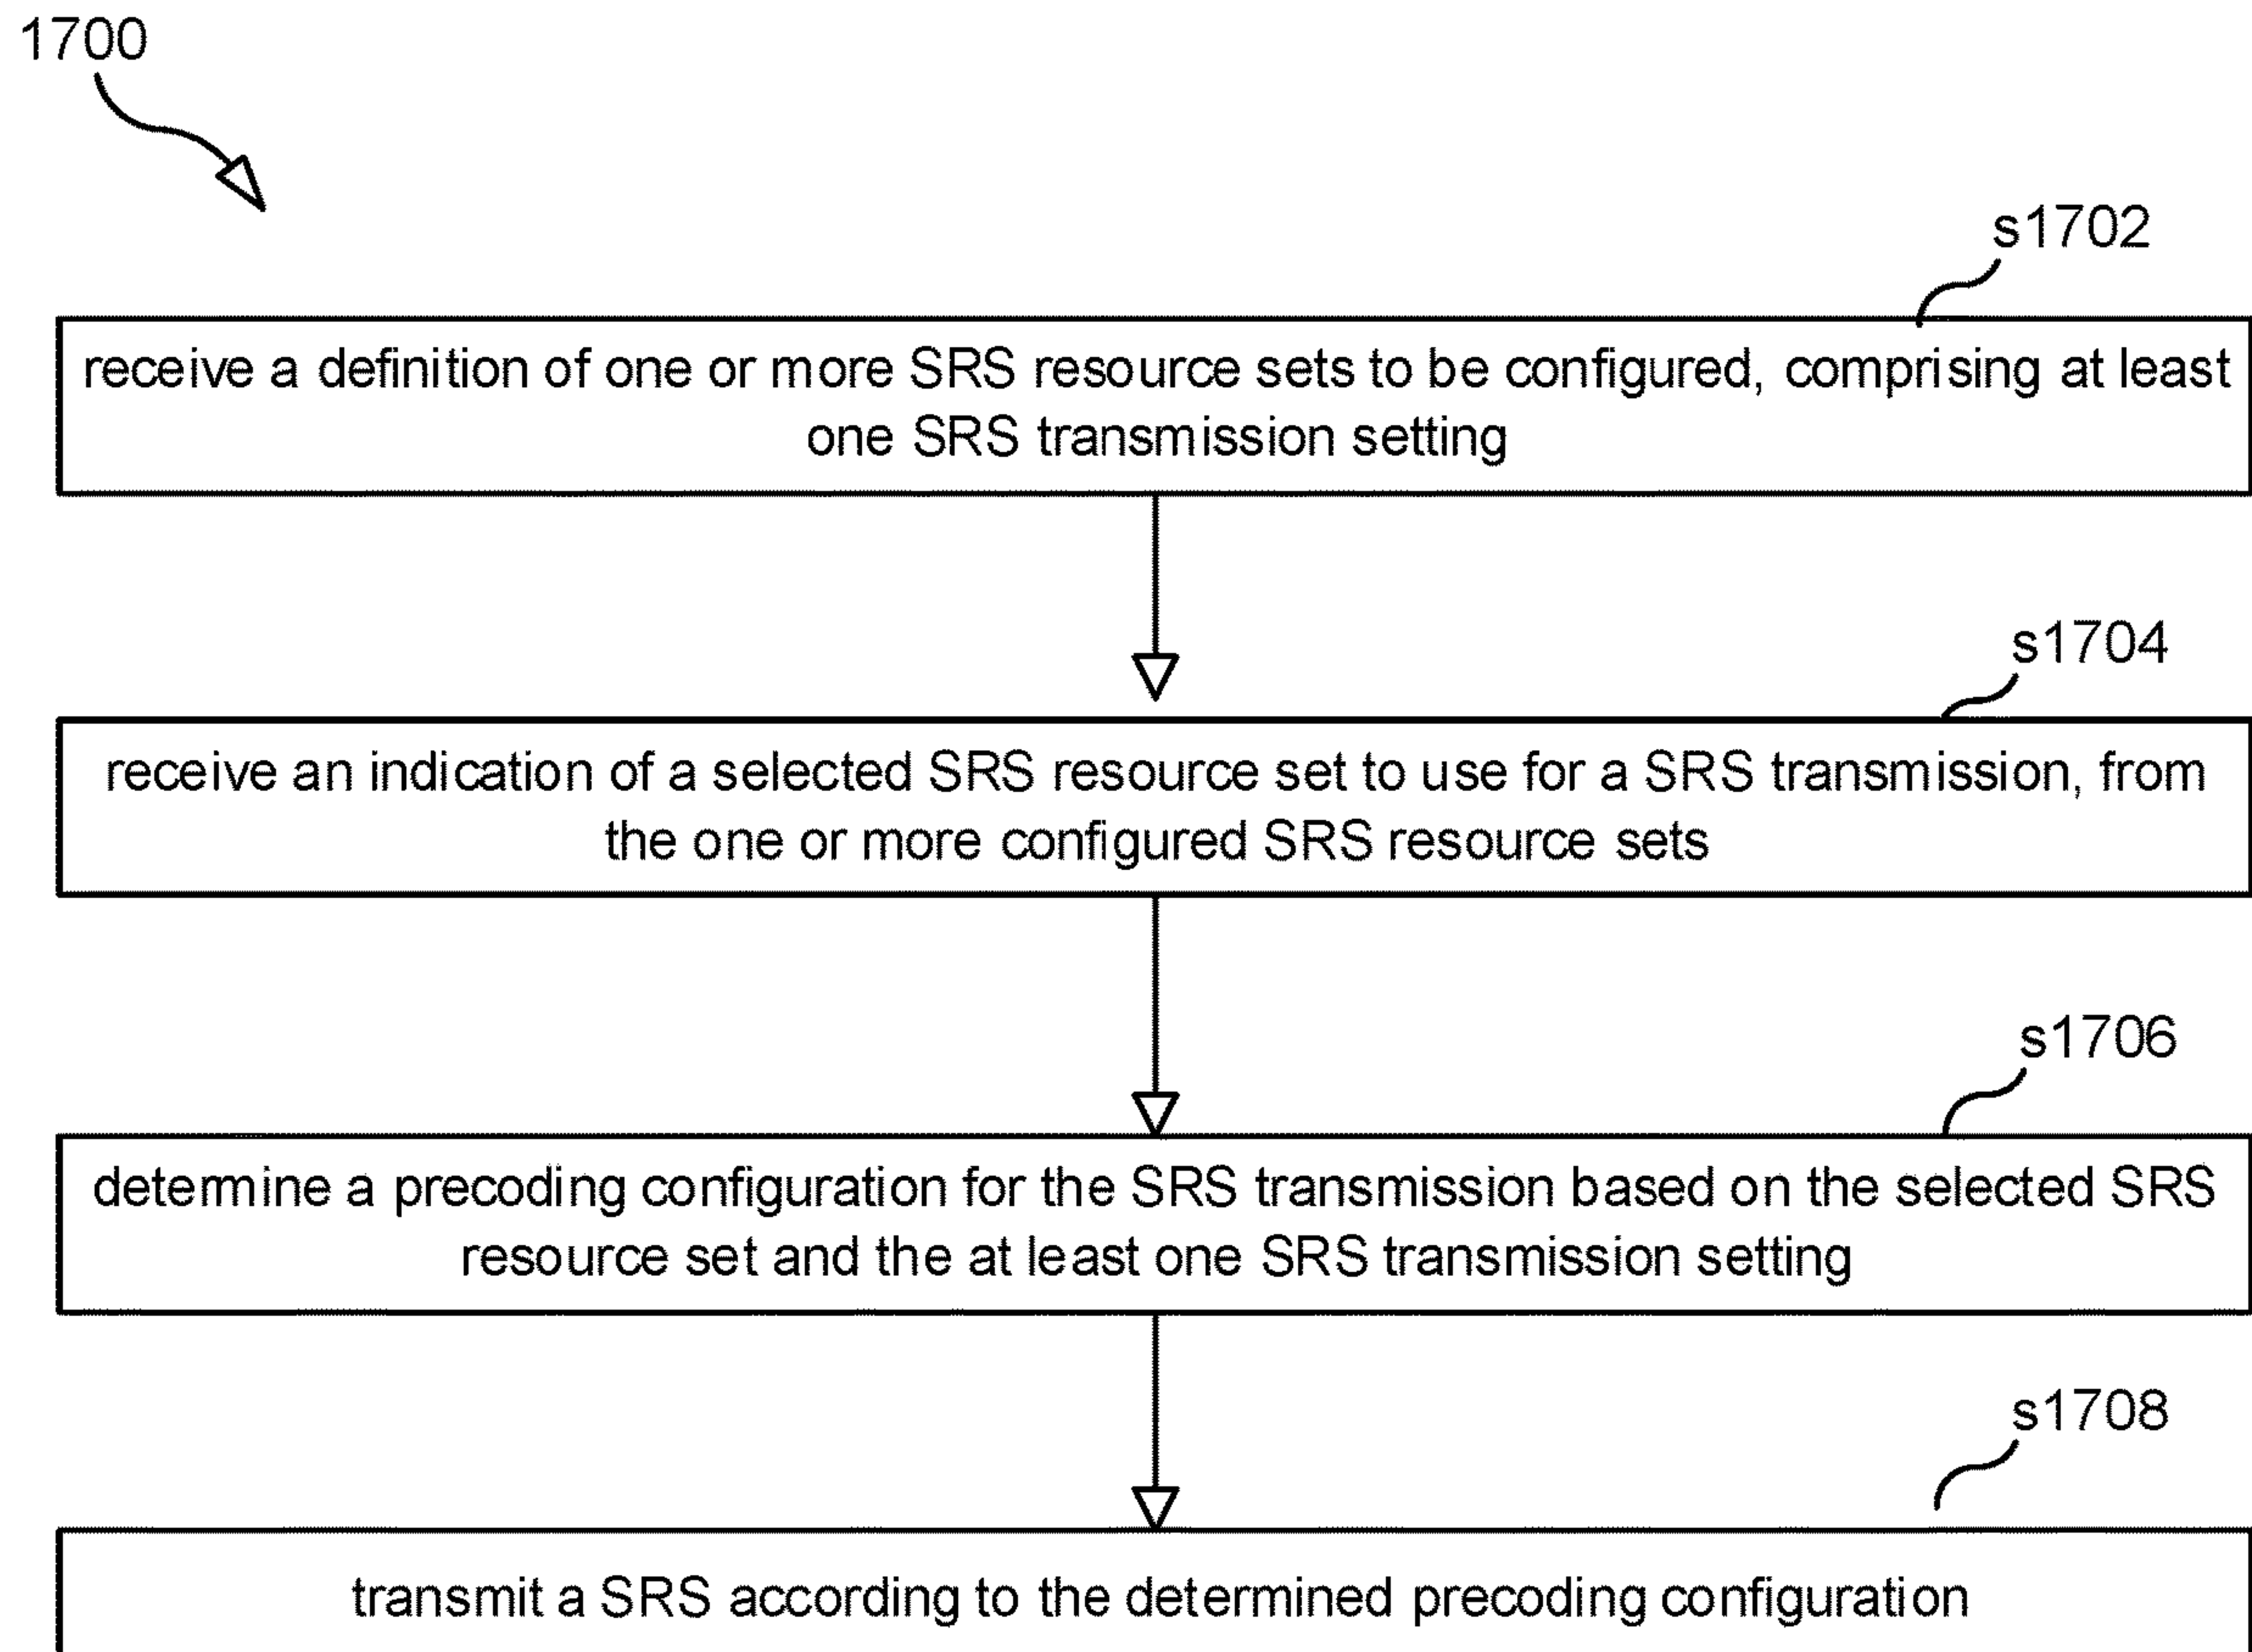 1700
s1702
receive a definition of one or more SRS resource sets to be configured, comprising at least
one SRS transmission setting
s1704
receive an indication of a selected SRS resource set to use for a SRS transmission, from
the one or more configured SRS resource sets
s1706
determine a precoding configuration for the SRS transmission based on the selected SRS
resource set and the at least one SRS transmission setting
s1708
transmit a SRS according to the determined precoding configuration